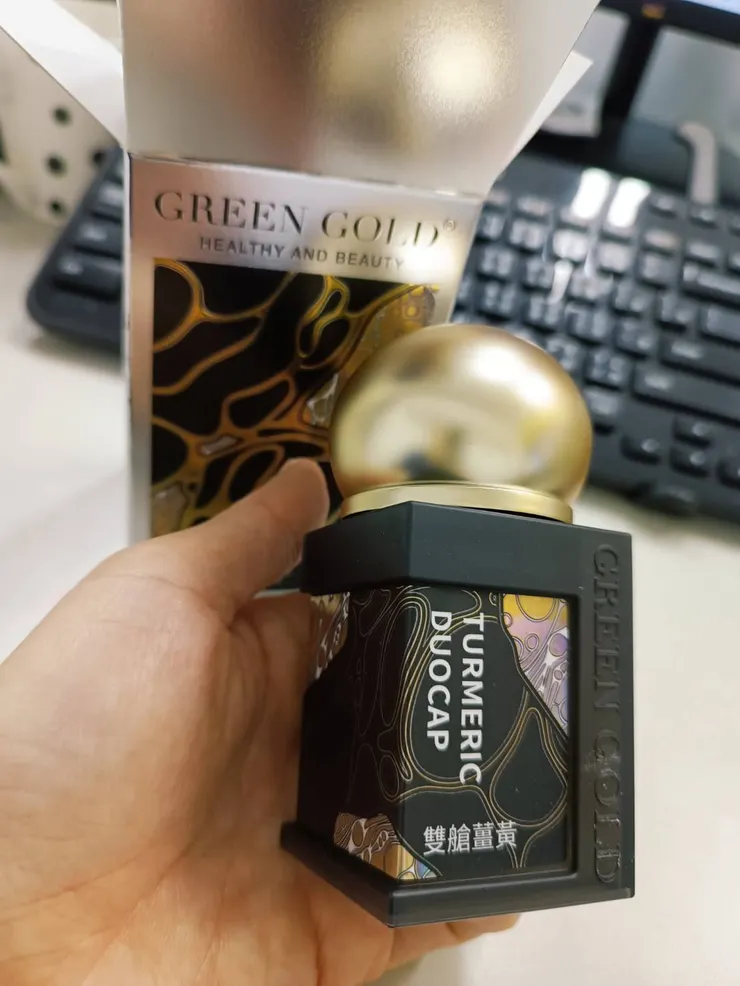 GREEN GOLD®
HEALTHY AND BEAUTY
TURMERIC
DUOCAP
雙艙薑黃
GREEN GOLD